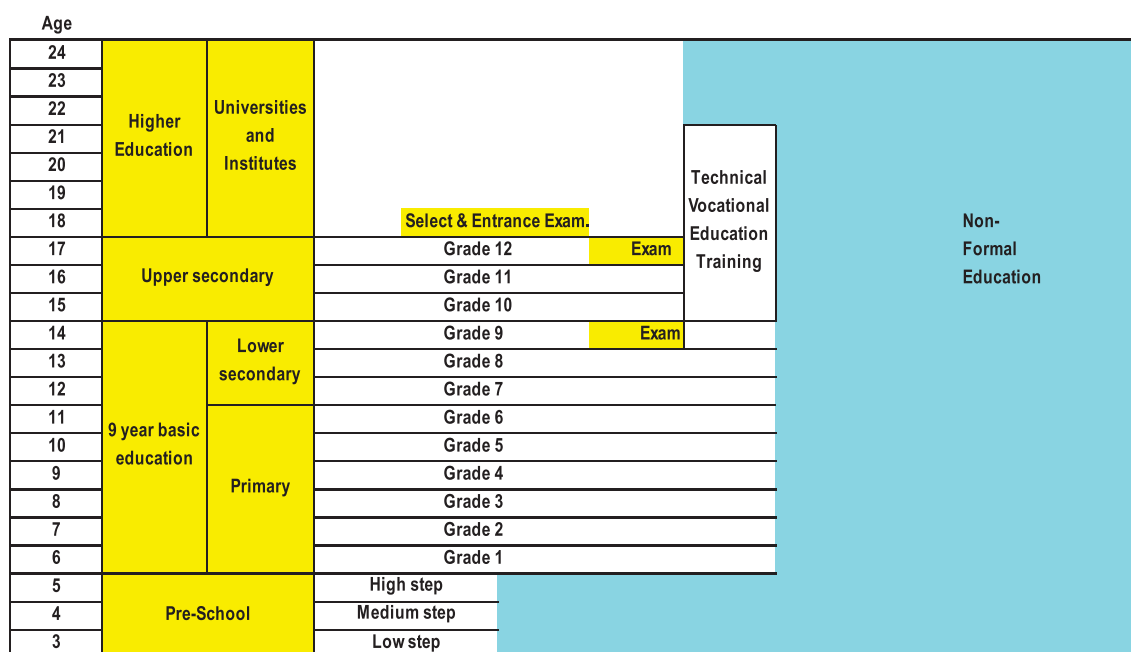 Age
24
23
22
21
20
19
18
17
16
15
14
13
12
11
10
9
8
7
6
5
4
3
Higher
Education
Universities
and
Institutes
Upper secondary
9 year basic
education
Lower
secondary
Primary
Pre-School
Select & Entrance Exam.
Grade 12
Exam
Grade 11
Grade 10
Grade 9
Exam
Grade 8
Grade 7
Grade 6
Grade 5
Grade 4
Grade 3
Grade 2
Grade 1
High step
Medium step
Low step
Technical
Vocational
Education
Training
Non-
Formal
Education